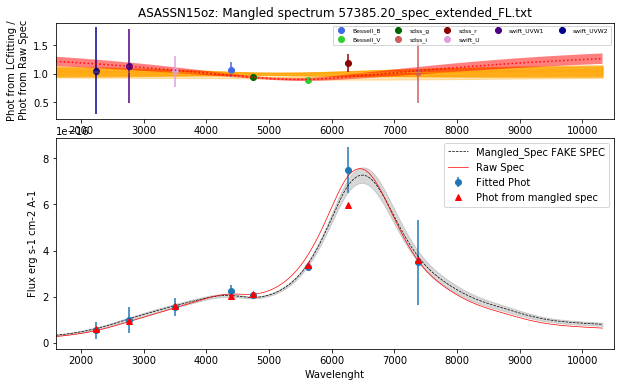 ASASSN15oz: Mangled spectrum 57385.20_spec_extended_FL.txt
Phot from LCfitting /
Phot from Raw Spec
1.5
1.0
0.5
Bessell_B sdss_g sdss_r swift_UVW1 swift_UVW2
Bessell_V sdss_i swift_U
2000 3000 4000 5000 6000 7000 8000 9000 10000
1e−16
Flux erg s-1 cm-2 A-1
8
6
4
2
0
Mangled_Spec FAKE SPEC
Raw Spec
Fitted Phot
Phot from mangled spec
2000 3000 4000 5000 6000 7000 8000 9000 10000
Wavelenght